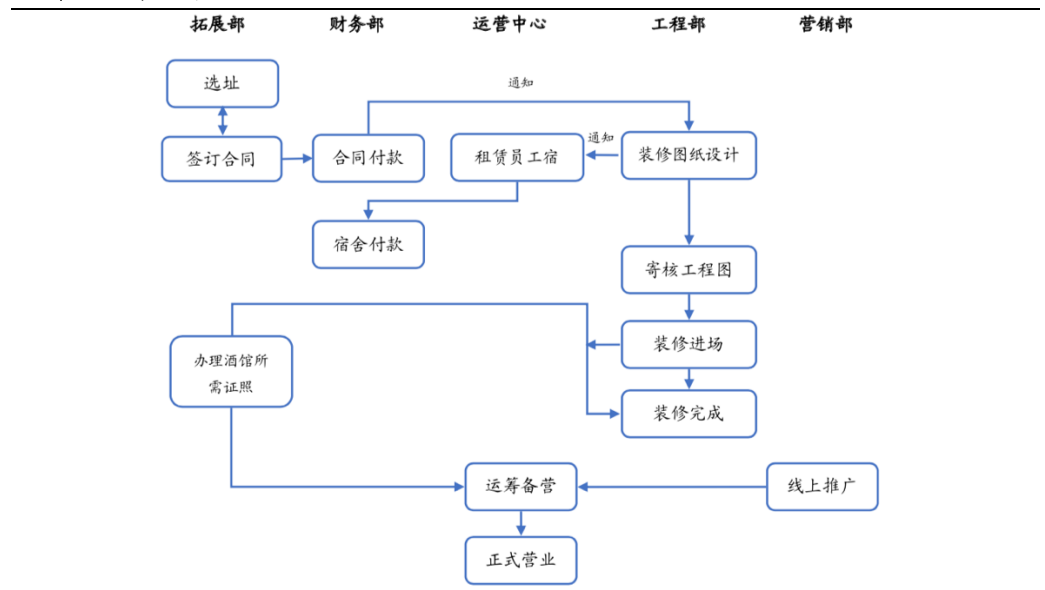 拓展部
财务部
运营中心
工程部
营销部
选址
通知
签订合同
合同付款
租赁员工宿
通知
装修图纸设计
宿舍付款
寄核工程图
装修进场
办理酒馆所
需证照
装修完成
运筹备营
线上推广
正式营业